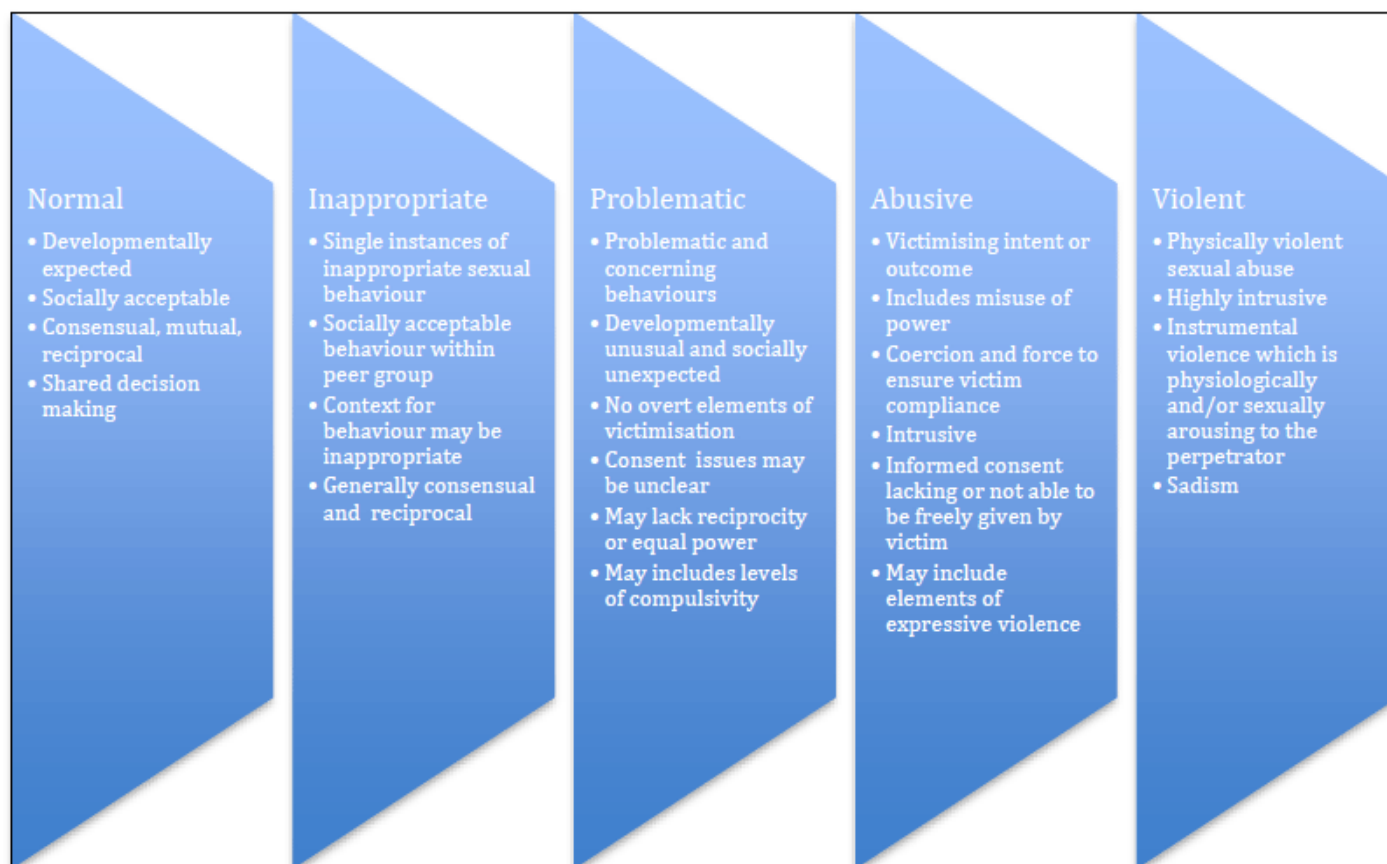 Normal
• Developmentally
expected
• Socially acceptable
• Consensual, mutual,
reciprocal
• Shared decision
making
Inappropriate
• Single instances of
inappropriate sexual
behaviour
• Socially acceptable
behaviour within
peer group
• Context for
behaviour may be
inappropriate
• Generally consensual
and reciprocal
Problematic
• Problematic and
concerning
behaviours
• Developmentally
unusual and socially
unexpected
• No overt elements of
victimisation
• Consent issues may
be unclear
• May lack reciprocity
or equal power
• May includes levels
of compulsivity
Abusive
• Victimising intent or
outcome
• Includes misuse of
power
• Coercion and force to
ensure victim
compliance
• Intrusive
• Informed consent
lacking or not able to
be freely given by
victim
• May include
elements of
expressive violence
Violent
• Physically violent
sexual abuse
• Highly intrusive
• Instrumental
violence which is
physiologically
and/or sexually
arousing to the
perpetrator
• Sadism